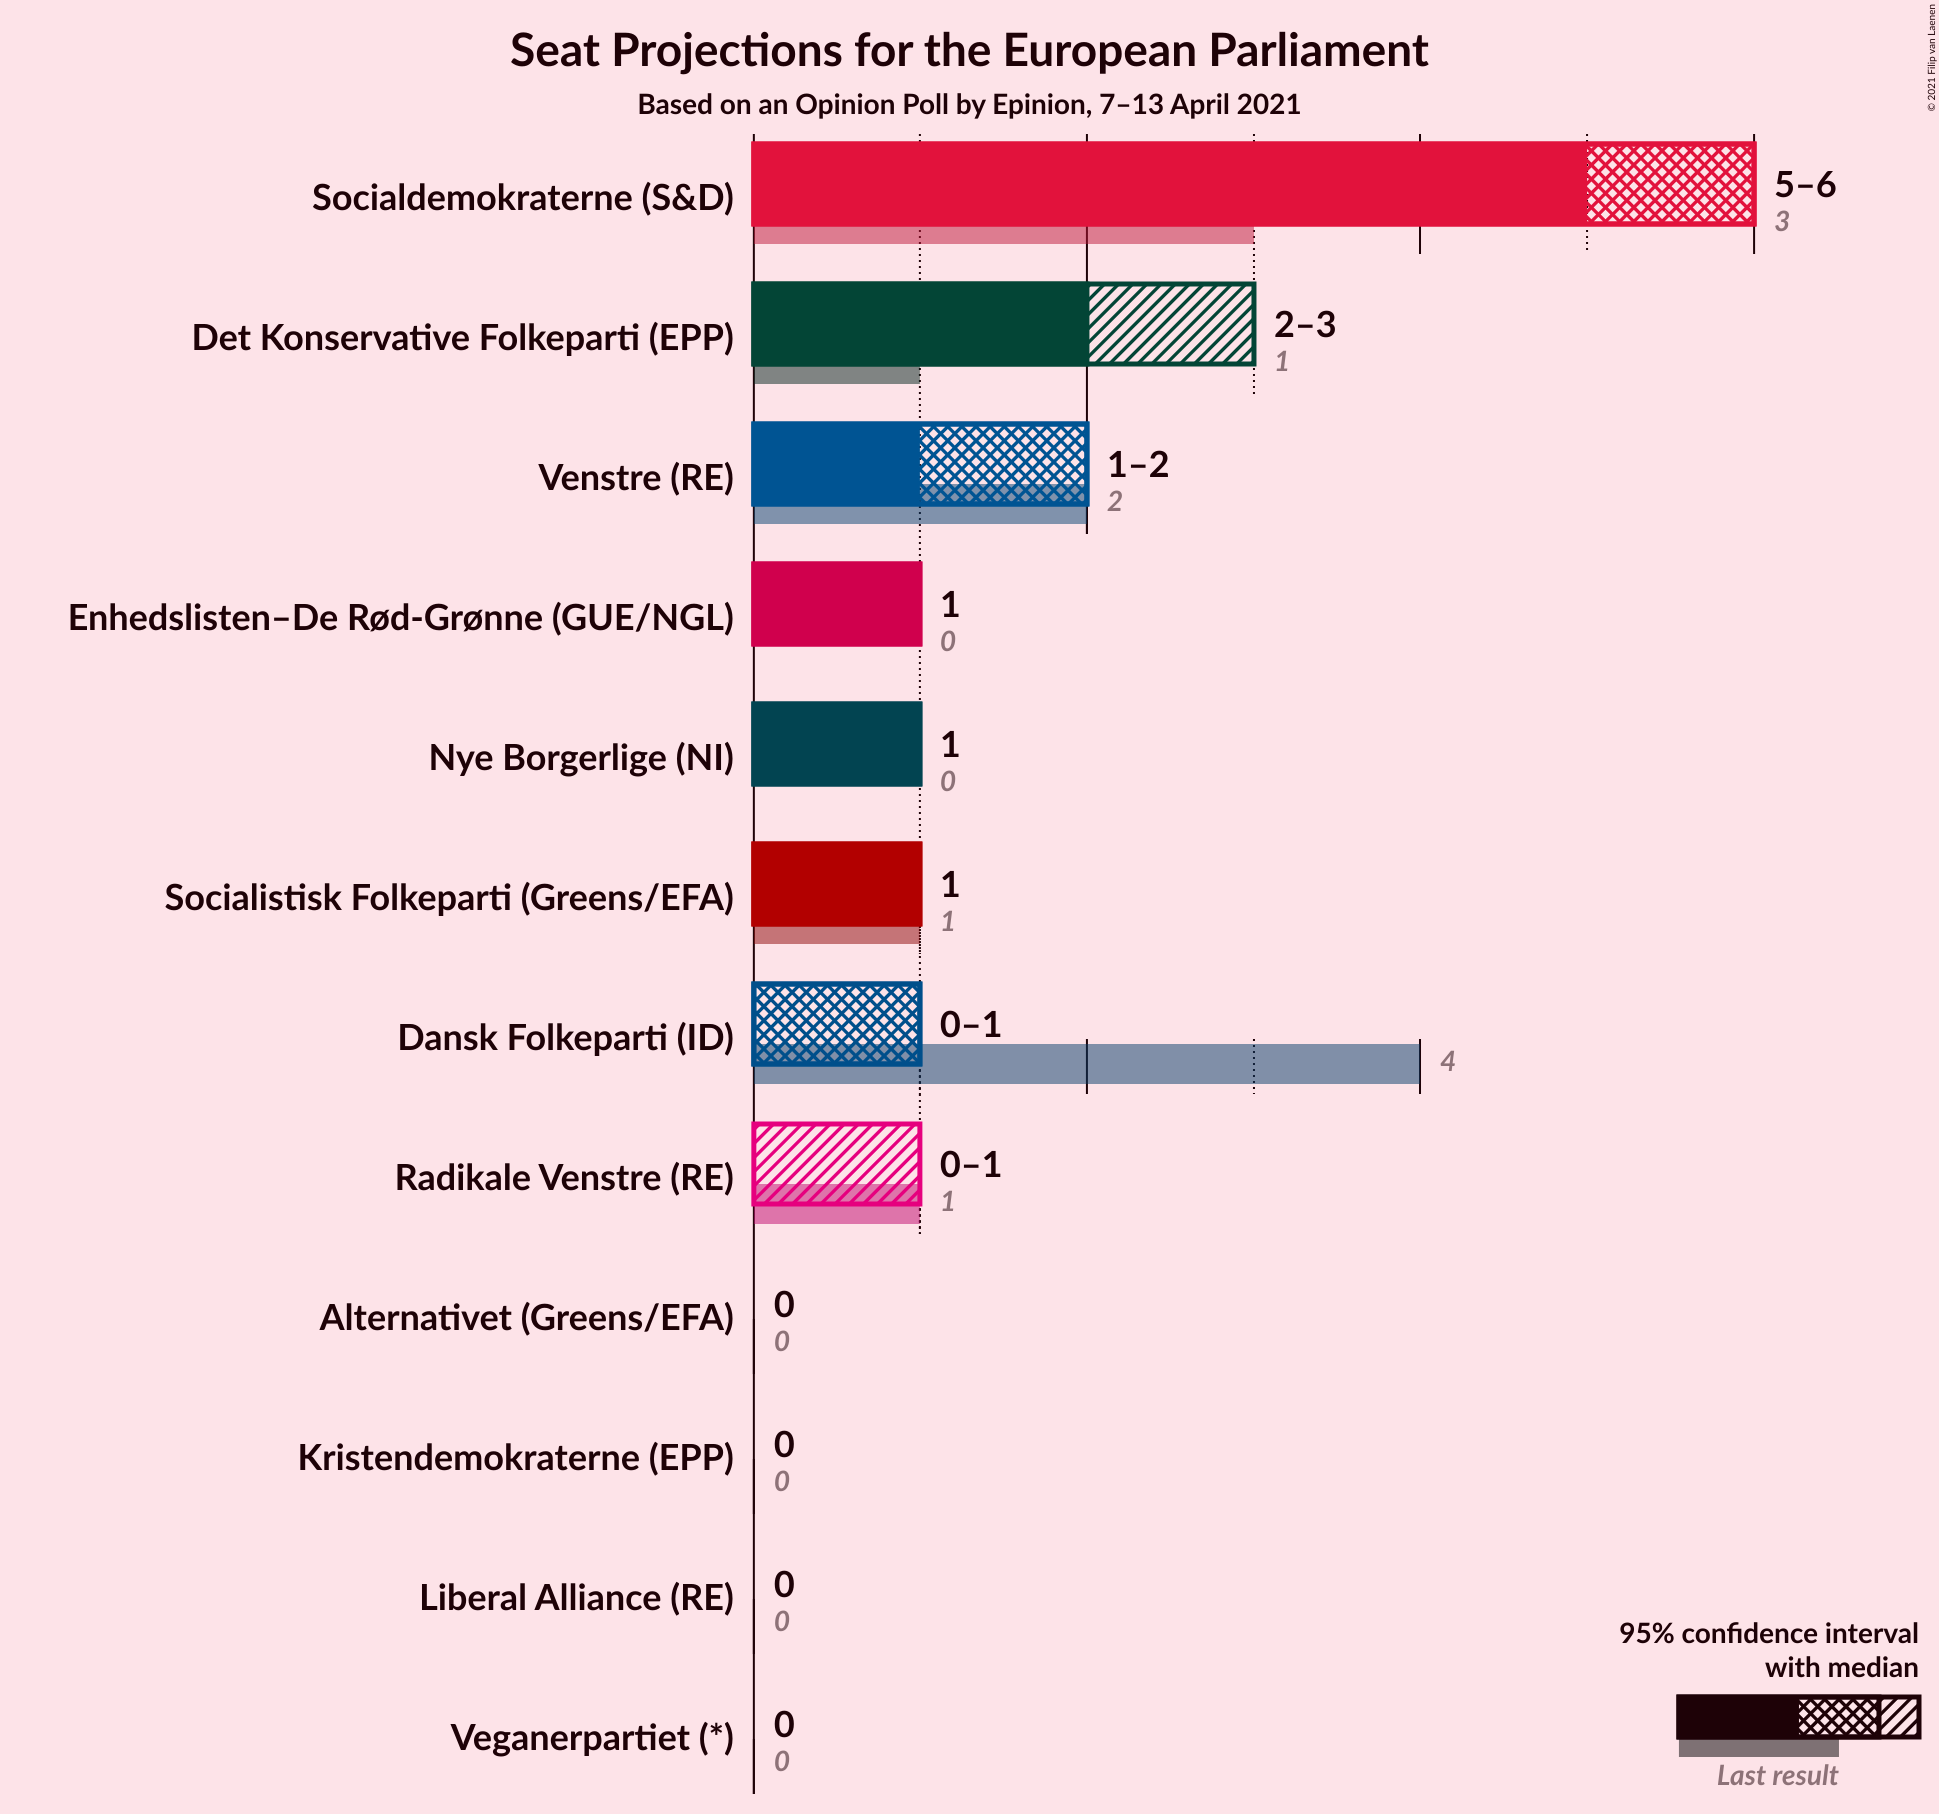 Seat Projections for the European Parliament
Based on an Opinion Poll by Epinion, 7–13 April 2021
© 2021 Filip van Laenen
Socialdemokraterne (S&D)
5–6
3
Det Konservative Folkeparti (EPP)
2–3
1
Venstre (RE)
1–2
2
Enhedslisten–De Rød-Grønne (GUE/NGL)
1
0
Nye Borgerlige (NI)
1
0
Socialistisk Folkeparti (Greens/EFA)
1
1
Dansk Folkeparti (ID)
0–1
4
Radikale Venstre (RE)
0–1
1
Alternativet (Greens/EFA)
0
0
Kristendemokraterne (EPP)
0
0
Liberal Alliance (RE)
0
0
Veganerpartiet (*)
0
0
95% confidence interval
with median
Last result